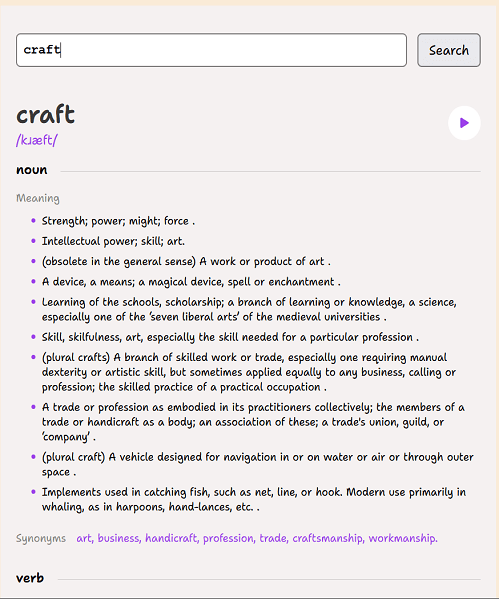 craft
Search
craft
/kɹæft/
noun
Meaning
Strength; power; might; force .
Intellectual power; skill; art.
(obsolete in the general sense) A work or product of art .
A device, a means; a magical device, spell or enchantment .
Learning of the schools, scholarship; a branch of learning or knowledge, a science,
especially one of the ‘seven liberal arts’ of the medieval universities .
Skill, skilfulness, art, especially the skill needed for a particular profession .
(plural crafts) A branch of skilled work or trade, especially one requiring manual
dexterity or artistic skill, but sometimes applied equally to any business, calling or
profession; the skilled practice of a practical occupation .
A trade or profession as embodied in its practitioners collectively; the members of a
trade or handicraft as a body; an association of these; a trade's union, guild, or
‘company’ .
(plural craft) A vehicle designed for navigation in or on water or air or through outer
space .
Implements used in catching fish, such as net, line, or hook. Modern use primarily in
whaling, as in harpoons, hand-lances, etc. .
Synonyms art, business, handicraft, profession, trade, craftsmanship, workmanship.
verb